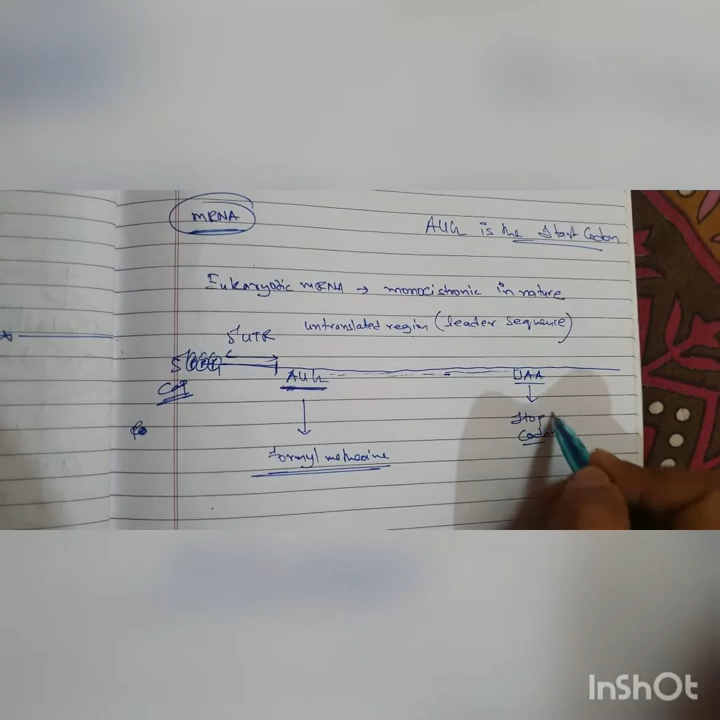 mRNA
AUG is the Start Codon
Eukaryotic mRNA → monocistronic in nature
untranslated region (leader sequence)
5' UTR
5'
Cap
AUG
UAA
Stop
Codon
formyl
InShOt